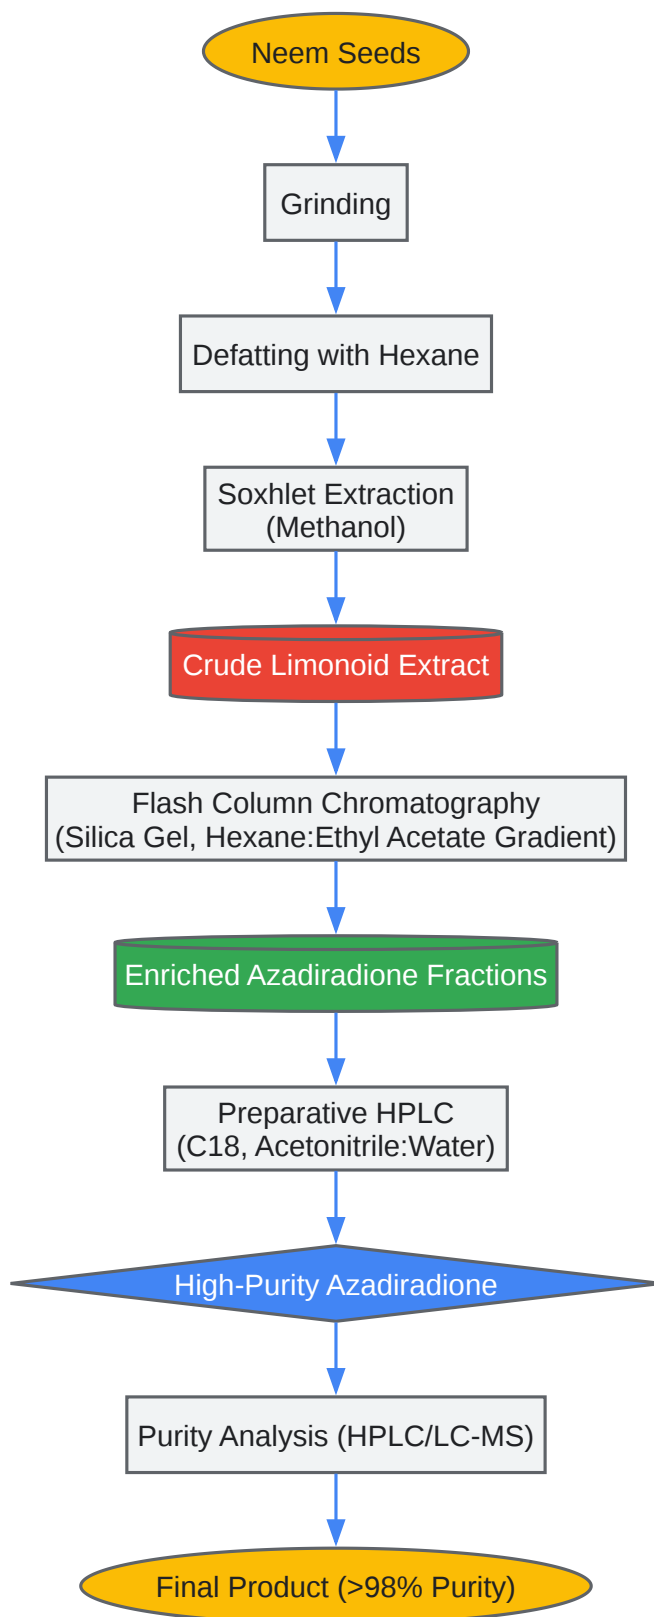 Neem Seeds
Grinding
Defatting with Hexane
Soxhlet Extraction
(Methanol)
Crude Limonoid Extract
Flash Column Chromatography
(Silica Gel, Hexane:Ethyl Acetate Gradient)
Enriched Azadiradione Fractions
Preparative HPLC
(C18, Acetonitrile:Water)
High-Purity Azadiradione
Purity Analysis (HPLC/LC-MS)
Final Product (>98% Purity)